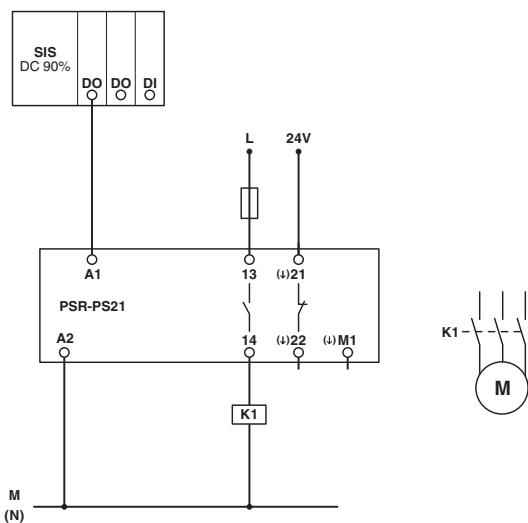 SIS
DC 90%
DO DO DI
L 24V
A1 13 (↓)21
PSR-PS21
A2 14 (↓)22 (↓)M1
K1
M
K1
M
(N)